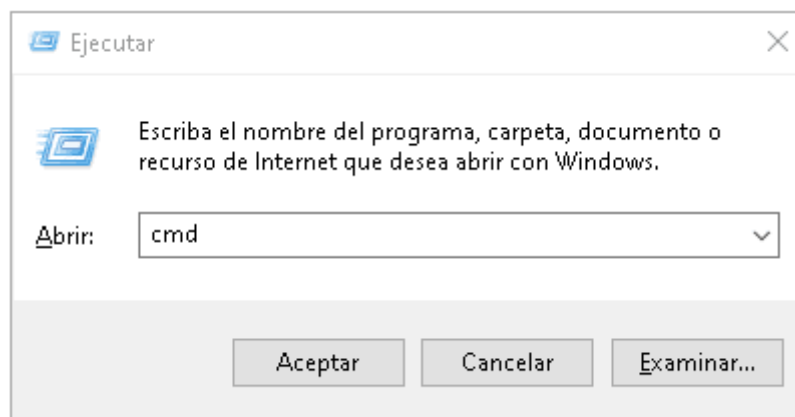 Ejecutar
Escriba el nombre del programa, carpeta, documento o
recurso de Internet que desea abrir con Windows.
Abrir: cmd
Aceptar Cancelar Examinar...